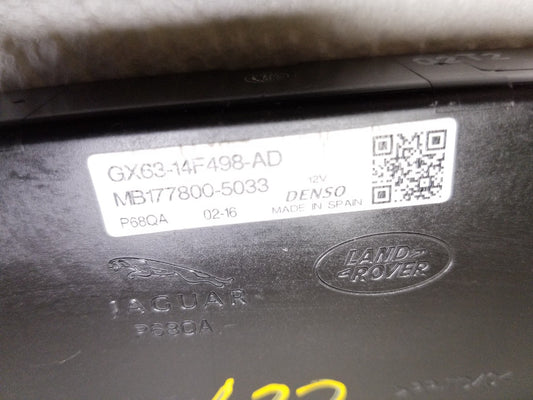 GX63-14F498-AD
MB177800-5033
12V
DENSO
P68QA 02-16 MADE IN SPAIN
LAND
ROVER
JAGUAR
P68QA